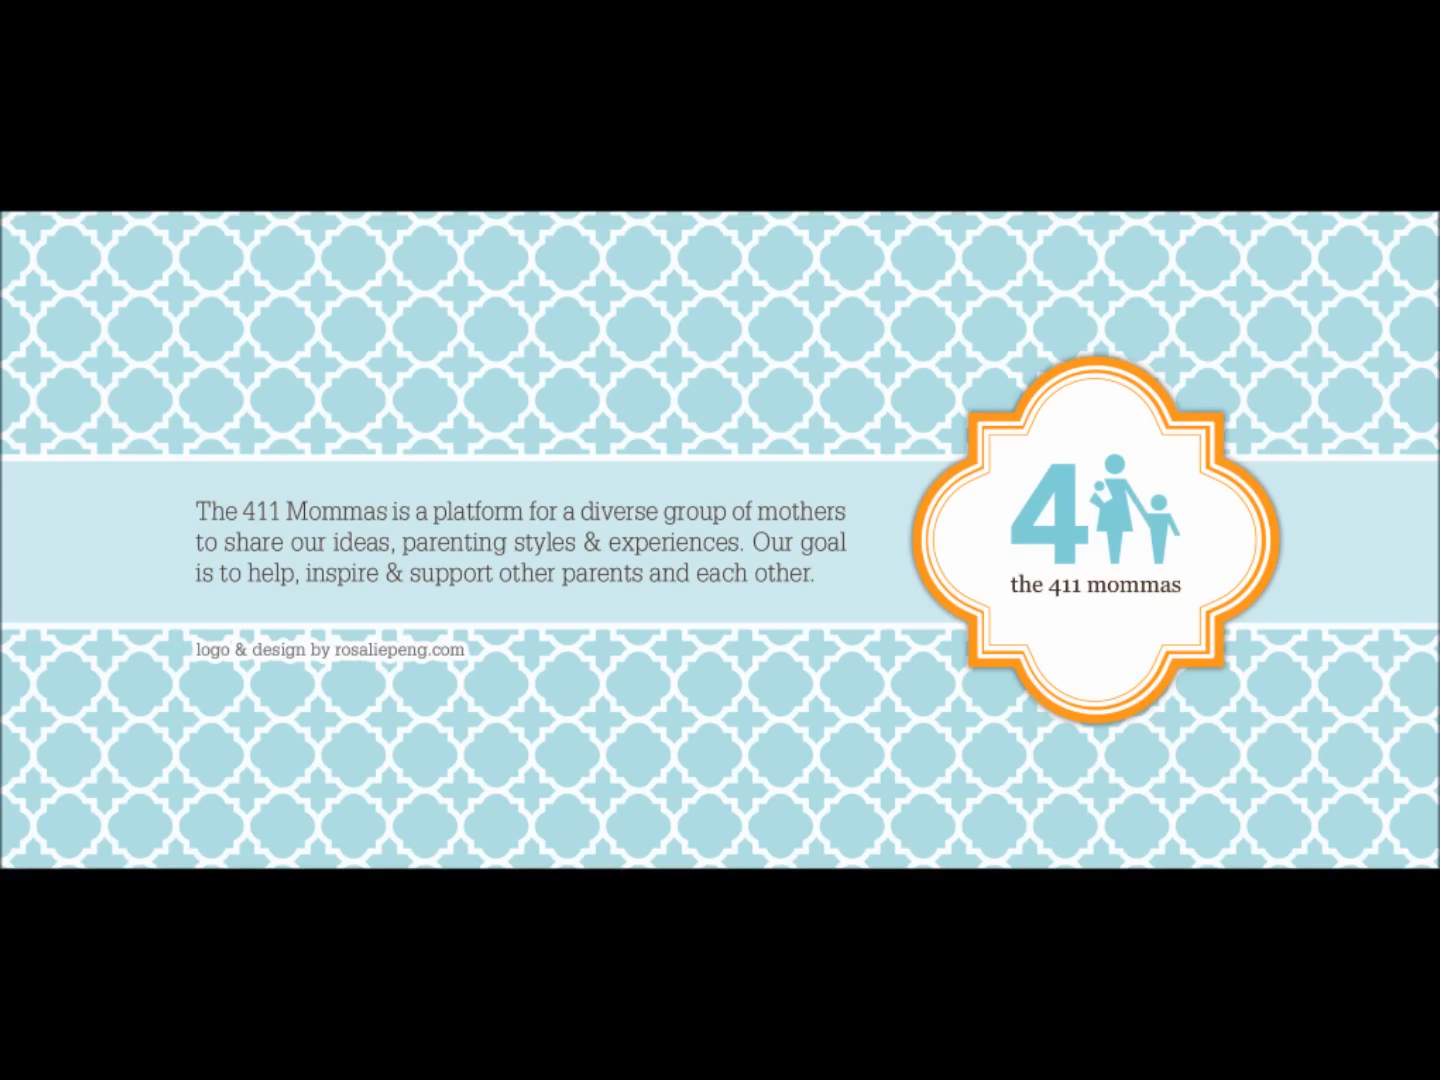 The 411 Mommas is a platform for a diverse group of mothers
to share our ideas, parenting styles & experiences. Our goal
is to help, inspire & support other parents and each other.
logo & design by rosaliepeng.com
4
the 411 mommas